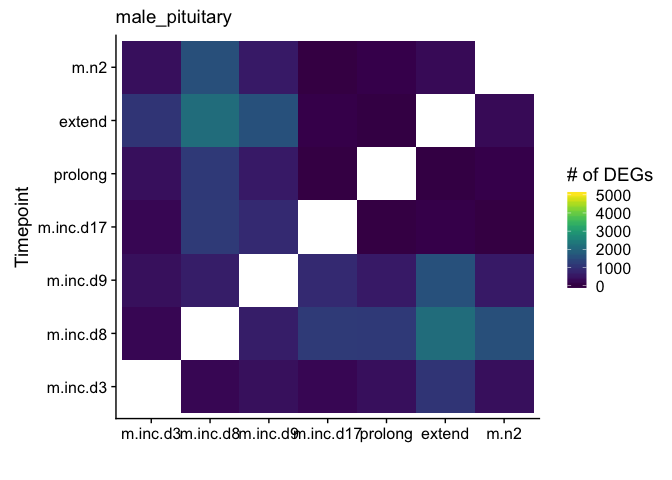 male_pituitary
Timepoint
m.n2
extend
prolong
m.inc.d17
m.inc.d9
m.inc.d8
m.inc.d3
m.inc.d3 m.inc.d8 m.inc.d9 m.inc.d17 prolong extend m.n2
# of DEGs
5000
4000
3000
2000
1000
0